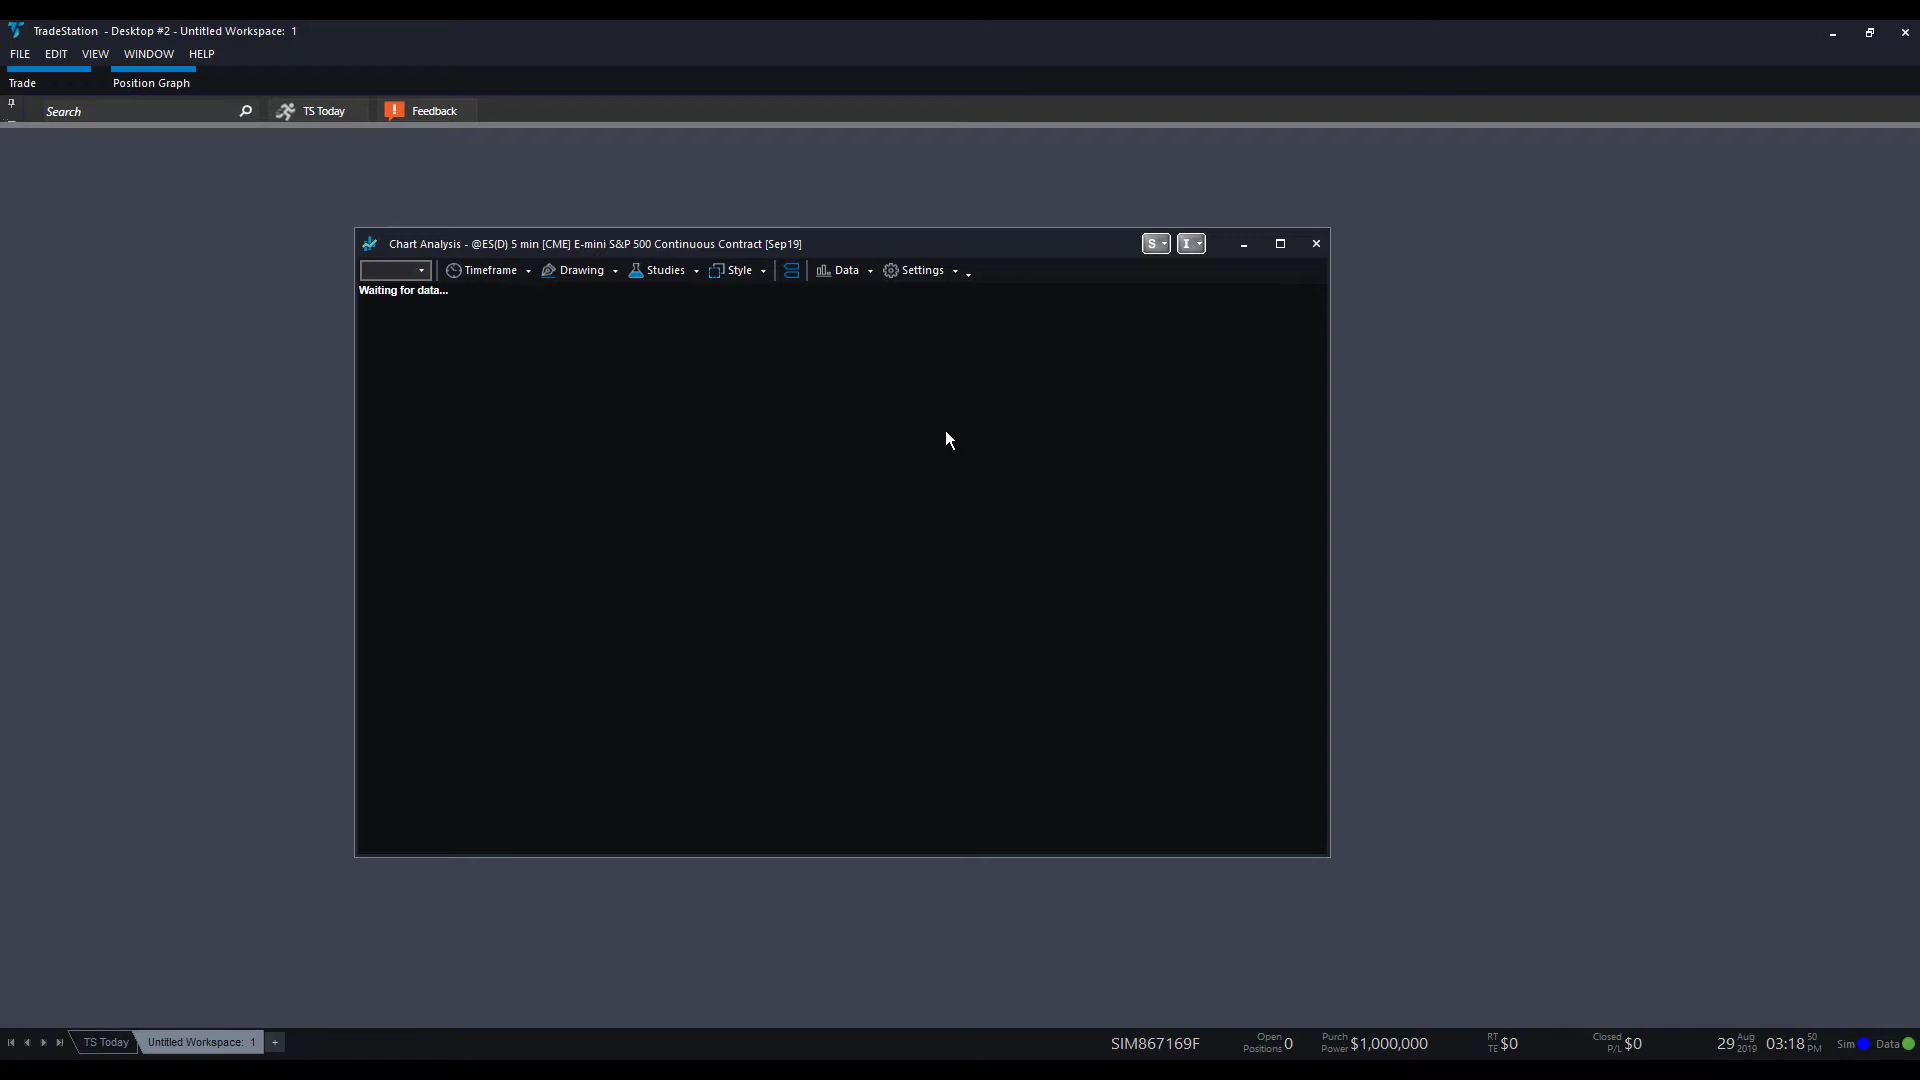 TradeStation - Desktop #2 - Untitled Workspace: 1
FILE EDIT VIEW WINDOW HELP
Trade Position Graph
Search TS Today Feedback
Chart Analysis - @ES(D) 5 min [CME] E-mini S&P 500 Continuous Contract [Sep19] S I
Timeframe Drawing Studies Style Data Settings
Waiting for data...
TS Today Untitled Workspace: 1 + SIM867169F Open Positions 0 Purch Power $1,000,000 RT TE $0 Closed P/L $0 29 Aug 2019 03:18 50 PM Sim Data